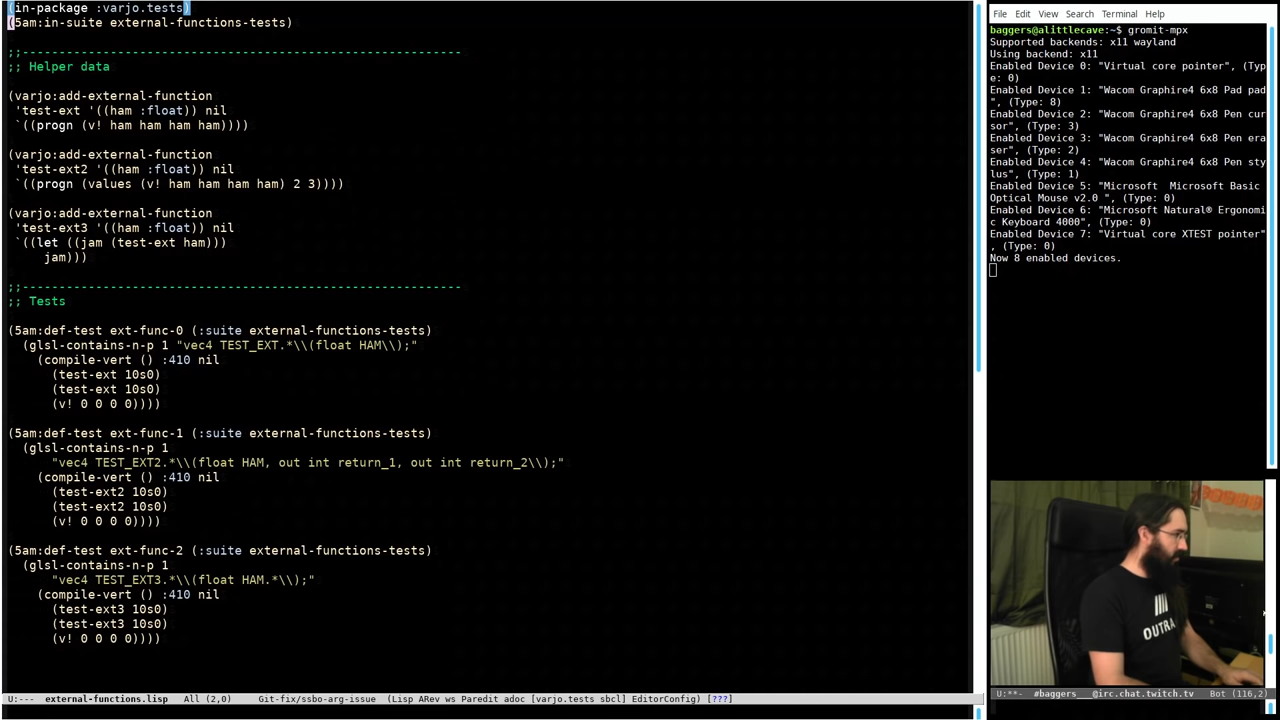 (in-package :varjo.tests)
(5am:in-suite external-functions-tests)
;;------------------------------------------------------------
;; Helper data
(varjo:add-external-function
 'test-ext '((ham :float)) nil
 `((progn (v! ham ham ham ham))))
(varjo:add-external-function
 'test-ext2 '((ham :float)) nil
 `((progn (values (v! ham ham ham ham) 2 3))))
(varjo:add-external-function
 'test-ext3 '((ham :float)) nil
 `((let ((jam (test-ext ham)))
     jam)))
;;------------------------------------------------------------
;; Tests
(5am:def-test ext-func-0 (:suite external-functions-tests)
  (glsl-contains-n-p 1 "vec4 TEST_EXT.*\\(float HAM\\);"
    (compile-vert () :410 nil
      (test-ext 10s0)
      (test-ext 10s0)
      (v! 0 0 0 0))))
(5am:def-test ext-func-1 (:suite external-functions-tests)
  (glsl-contains-n-p 1
      "vec4 TEST_EXT2.*\\(float HAM, out int return_1, out int return_2\\);"
    (compile-vert () :410 nil
      (test-ext2 10s0)
      (test-ext2 10s0)
      (v! 0 0 0 0))))
(5am:def-test ext-func-2 (:suite external-functions-tests)
  (glsl-contains-n-p 1
      "vec4 TEST_EXT3.*\\(float HAM.*\\);"
    (compile-vert () :410 nil
      (test-ext3 10s0)
      (test-ext3 10s0)
      (v! 0 0 0 0))))
U:--- external-functions.lisp All (2,0) Git-fix/ssbo-arg-issue (Lisp ARev ws Paredit adoc [varjo.tests sbcl] EditorConfig) [???]
File Edit View Search Terminal Help
baggers@alittlecave:~$ gromit-mpx
Supported backends: x11 wayland
Using backend: x11
Enabled Device 0: "Virtual core pointer", (Typ
e: 0)
Enabled Device 1: "Wacom Graphire4 6x8 Pad pad
", (Type: 8)
Enabled Device 2: "Wacom Graphire4 6x8 Pen cur
sor", (Type: 3)
Enabled Device 3: "Wacom Graphire4 6x8 Pen era
ser", (Type: 2)
Enabled Device 4: "Wacom Graphire4 6x8 Pen sty
lus", (Type: 1)
Enabled Device 5: "Microsoft  Microsoft Basic
Optical Mouse v2.0 ", (Type: 0)
Enabled Device 6: "Microsoft Natural® Ergonomi
c Keyboard 4000", (Type: 0)
Enabled Device 7: "Virtual core XTEST pointer"
, (Type: 0)
Now 8 enabled devices.
OUTRA
U:**- #baggers___@irc.chat.twitch.tv Bot (116,2)